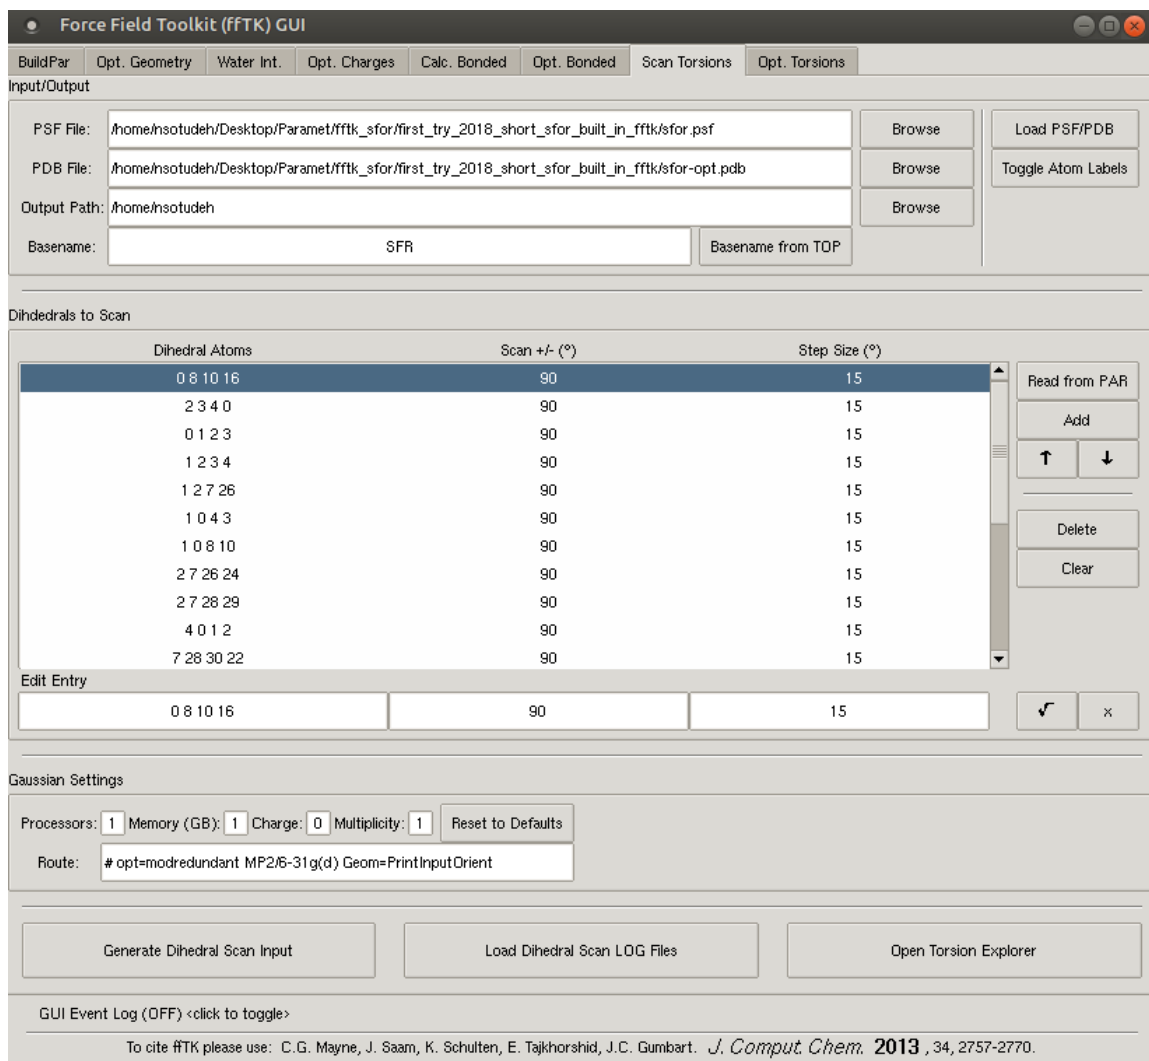 Force Field Toolkit (ffTK) GUI
BuildPar Opt. Geometry Water Int. Opt. Charges Calc. Bonded Opt. Bonded Scan Torsions Opt. Torsions
Input/Output
PSF File: /home/nsotudeh/Desktop/Paramet/fftk_sfor/first_try_2018_short_sfor_built_in_fftk/sfor.psf Browse Load PSF/PDB
PDB File: /home/nsotudeh/Desktop/Paramet/fftk_sfor/first_try_2018_short_sfor_built_in_fftk/sfor-opt.pdb Browse Toggle Atom Labels
Output Path: /home/nsotudeh Browse
Basename: SFR Basename from TOP
Dihdedrals to Scan
Dihedral Atoms Scan +/- (°) Step Size (°)
0 8 10 16 90 15 Read from PAR
2 3 4 0 90 15 Add
0 1 2 3 90 15
1 2 3 4 90 15 ↑ ↓
1 2 7 26 90 15
1 0 4 3 90 15 Delete
1 0 8 10 90 15
2 7 26 24 90 15 Clear
2 7 28 29 90 15
4 0 1 2 90 15
7 28 30 22 90 15
Edit Entry
0 8 10 16 90 15 √ x
Gaussian Settings
Processors: 1 Memory (GB): 1 Charge: 0 Multiplicity: 1 Reset to Defaults
Route: # opt=modredundant MP2/6-31g(d) Geom=PrintInputOrient
Generate Dihedral Scan Input Load Dihedral Scan LOG Files Open Torsion Explorer
GUI Event Log (OFF) <click to toggle>
To cite ffTK please use: C.G. Mayne, J. Saam, K. Schulten, E. Tajkhorshid, J.C. Gumbart. J. Comput. Chem. 2013 , 34, 2757-2770.